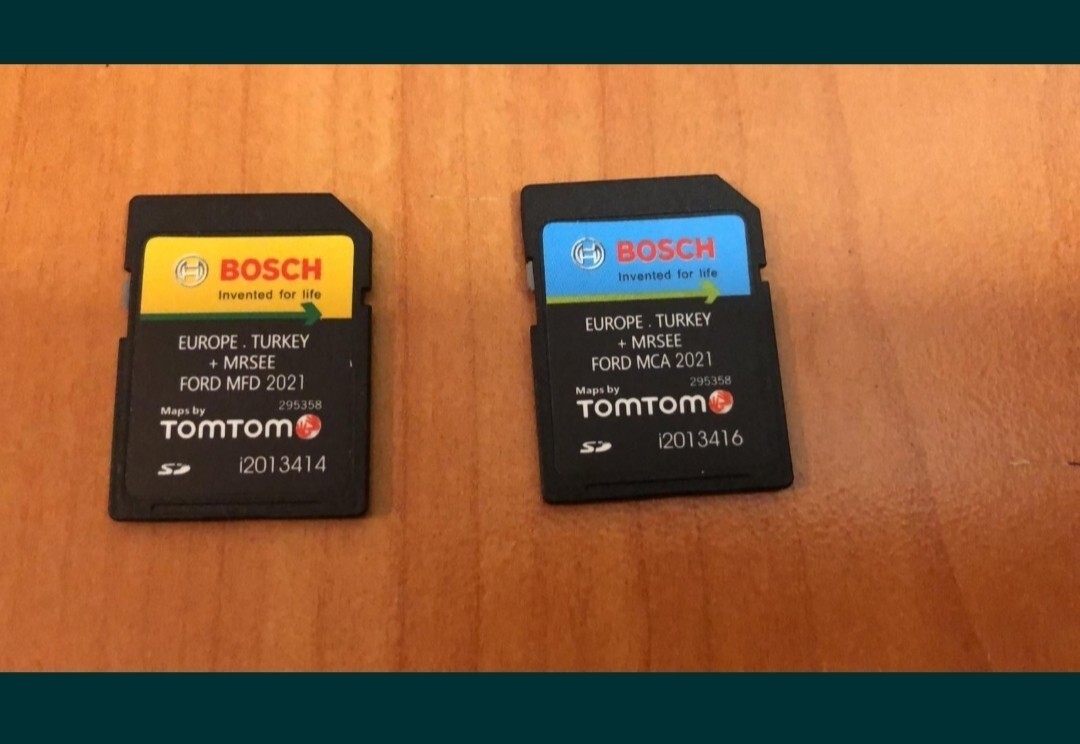 BOSCH
Invented for life
EUROPE . TURKEY
+ MRSEE
FORD MFD 2021
295358
Maps by
TOMTOM
SD
i2013414
BOSCH
Invented for life
EUROPE . TURKEY
+ MRSEE
FORD MCA 2021
295358
Maps by
TOMTOM
SD
i2013416